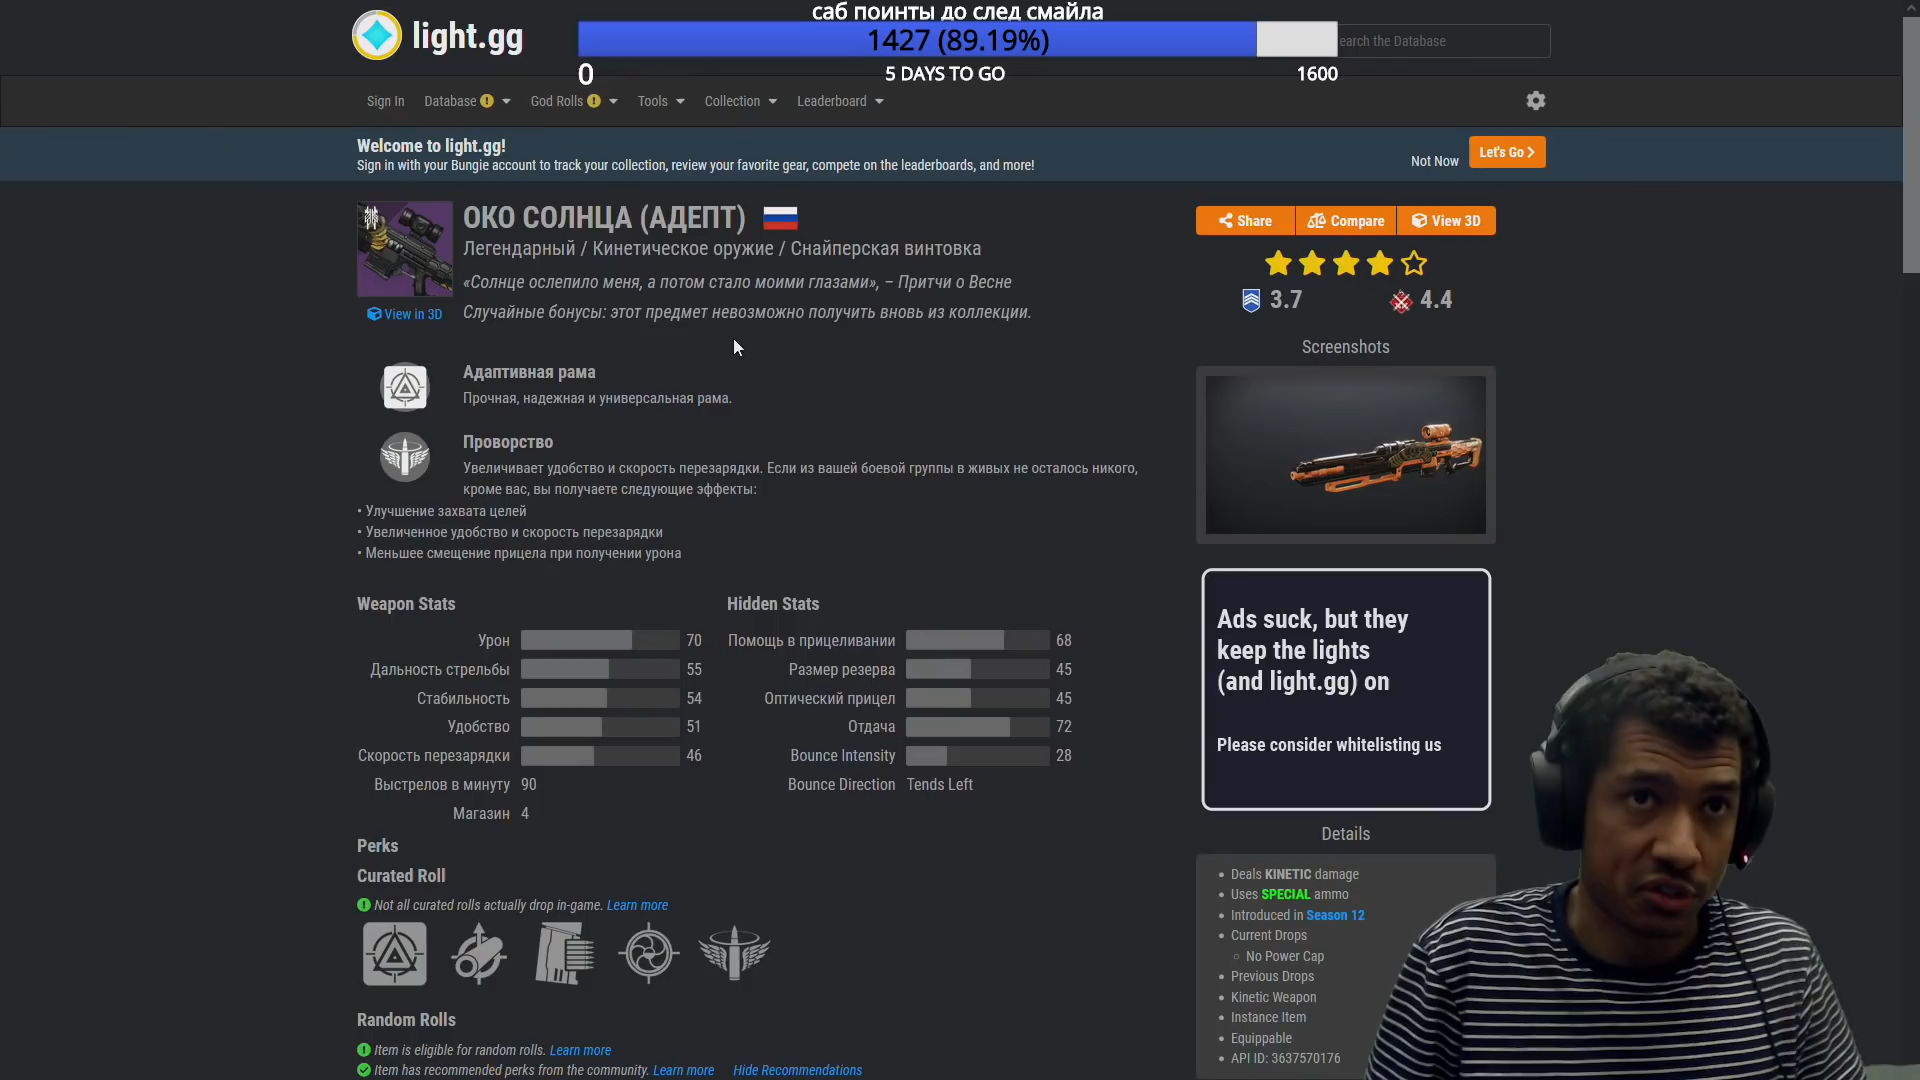 саб поинты до след смайла
light.gg
1427 (89.19%)
earch the Database
0
5 DAYS TO GO
1600
Sign In
Database
God Rolls
Tools
Collection
Leaderboard
Welcome to light.gg!
Sign in with your Bungie account to track your collection, review your favorite gear, compete on the leaderboards, and more!
Not Now
Let's Go
ОКО СОЛНЦА (АДЕПТ)
Легендарный / Кинетическое оружие / Снайперская винтовка
«Солнце ослепило меня, а потом стало моими глазами», – Притчи о Весне
View in 3D
Случайные бонусы: этот предмет невозможно получить вновь из коллекции.
Адаптивная рама
Прочная, надежная и универсальная рама.
Проворство
Увеличивает удобство и скорость перезарядки. Если из вашей боевой группы в живых не осталось никого,
кроме вас, вы получаете следующие эффекты:
• Улучшение захвата целей
• Увеличенное удобство и скорость перезарядки
• Меньшее смещение прицела при получении урона
Weapon Stats
Урон 70
Дальность стрельбы 55
Стабильность 54
Удобство 51
Скорость перезарядки 46
Выстрелов в минуту 90
Магазин 4
Hidden Stats
Помощь в прицеливании 68
Размер резерва 45
Оптический прицел 45
Отдача 72
Bounce Intensity 28
Bounce Direction Tends Left
Perks
Curated Roll
Not all curated rolls actually drop in-game. Learn more
Random Rolls
Item is eligible for random rolls. Learn more
Item has recommended perks from the community. Learn more Hide Recommendations
Share
Compare
View 3D
3.7
4.4
Screenshots
Ads suck, but they
keep the lights
(and light.gg) on
Please consider whitelisting us
Details
Deals KINETIC damage
Uses SPECIAL ammo
Introduced in Season 12
Current Drops
No Power Cap
Previous Drops
Kinetic Weapon
Instance Item
Equippable
API ID: 3637570176